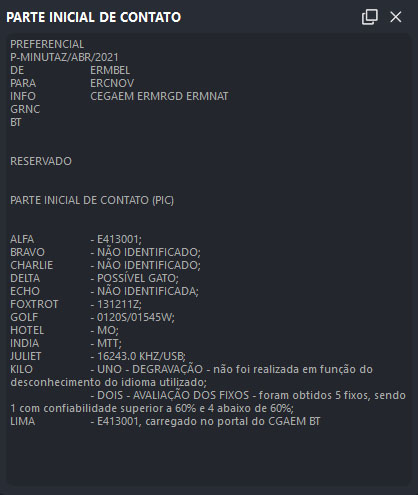 PARTE INICIAL DE CONTATO
PREFERENCIAL
P-MINUTAZ/ABR/2021
DE ERMBEL
PARA ERCNOV
INFO CEGAEM ERMRGD ERMNAT
GRNC
BT
RESERVADO
PARTE INICIAL DE CONTATO (PIC)
ALFA - E413001;
BRAVO - NÃO IDENTIFICADO;
CHARLIE - NÃO IDENTIFICADO;
DELTA - POSSÍVEL GATO;
ECHO - NÃO IDENTIFICADA;
FOXTROT - 131211Z;
GOLF - 0120S/01545W;
HOTEL - MO;
INDIA - MTT;
JULIET - 16243.0 KHZ/USB;
KILO - UNO - DEGRAVAÇÃO - não foi realizada em função do
desconhecimento do idioma utilizado;
- DOIS - AVALIAÇÃO DOS FIXOS - foram obtidos 5 fixos, sendo
1 com confiabilidade superior a 60% e 4 abaixo de 60%;
LIMA - E413001, carregado no portal do CGAEM BT